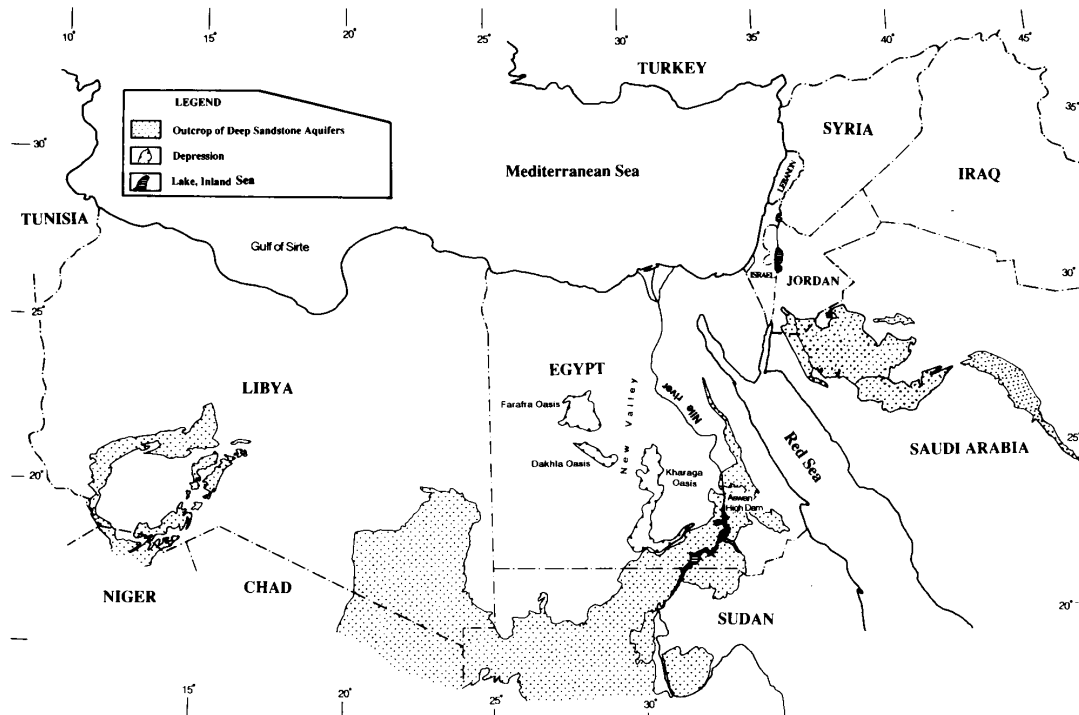 10°
15°
20°
25°
30°
35°
40°
45°
TURKEY
LEGEND
Outcrop of Deep Sandstone Aquifers
Depression
Lake, Inland Sea
35°
30°
SYRIA
Mediterranean Sea
LEBANON
IRAQ
TUNISIA
Gulf of Sirte
ISRAEL
JORDAN
30°
25°
LIBYA
EGYPT
Farafra Oasis
New Valley
Nile river
Red Sea
25°
SAUDI ARABIA
Dakhla Oasis
Kharaga
Oasis
20°
Aswan
High Dam
NIGER
CHAD
SUDAN
20°
15°
20°
25°
30°